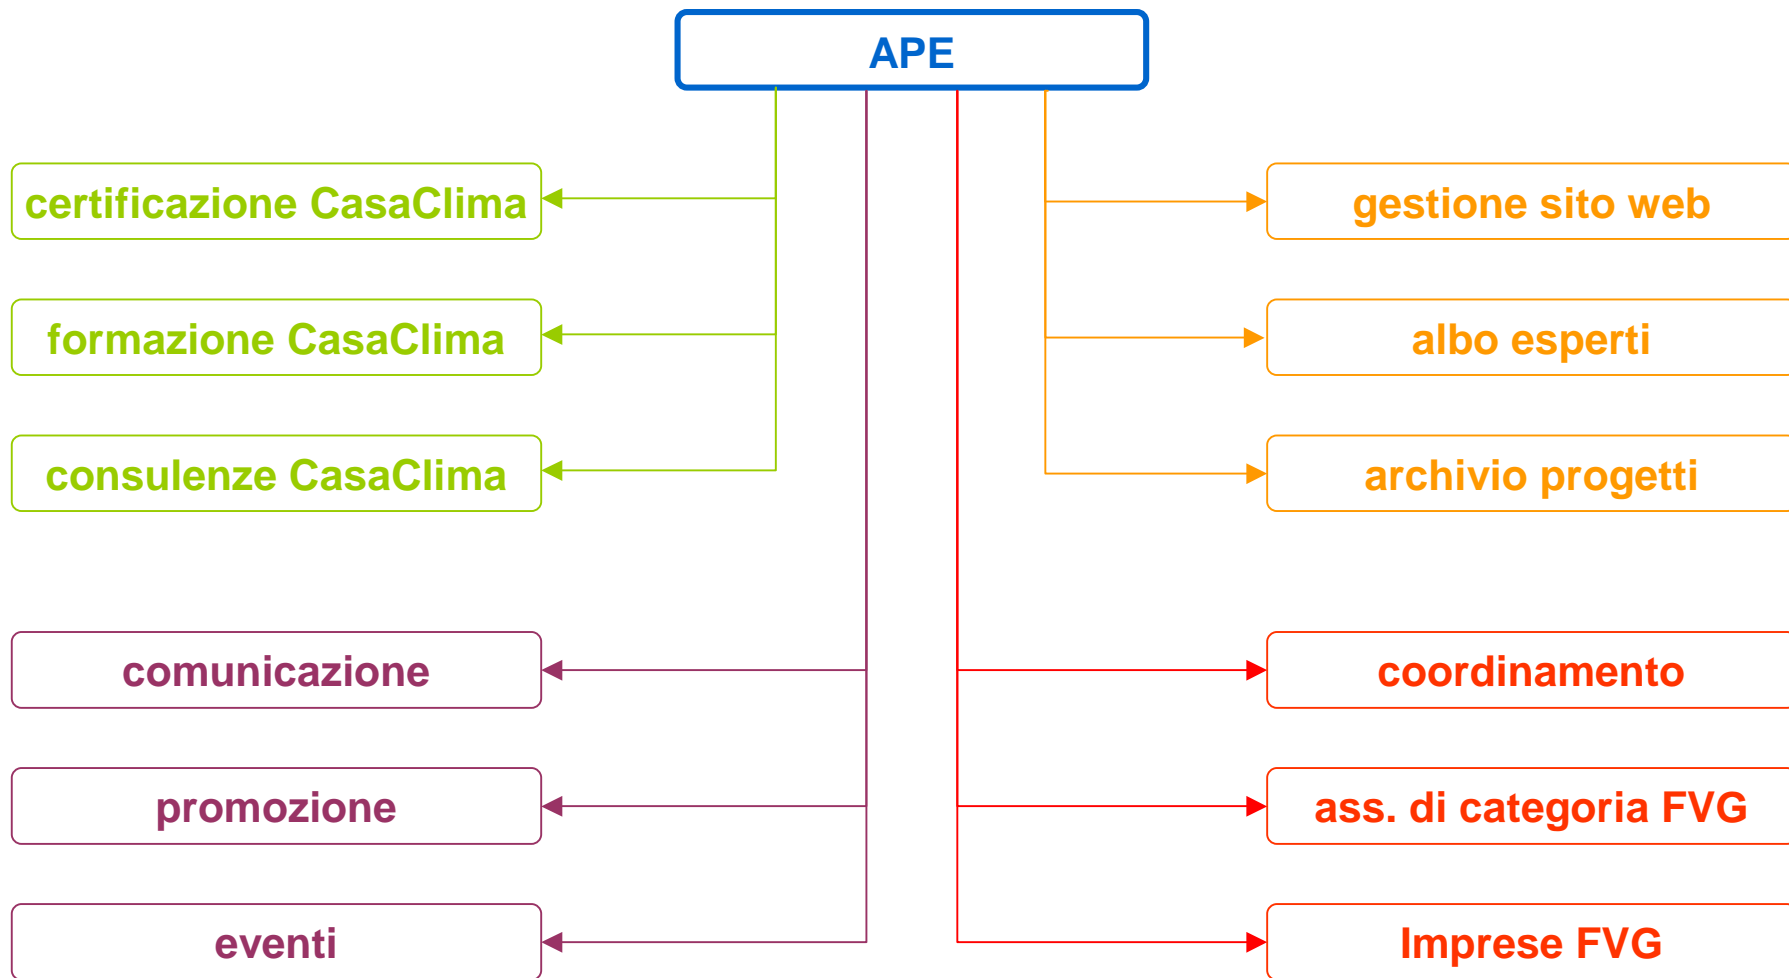 APE
certificazione CasaClima
formazione CasaClima
consulenze CasaClima
comunicazione
promozione
eventi
gestione sito web
albo esperti
archivio progetti
coordinamento
ass. di categoria FVG
Imprese FVG